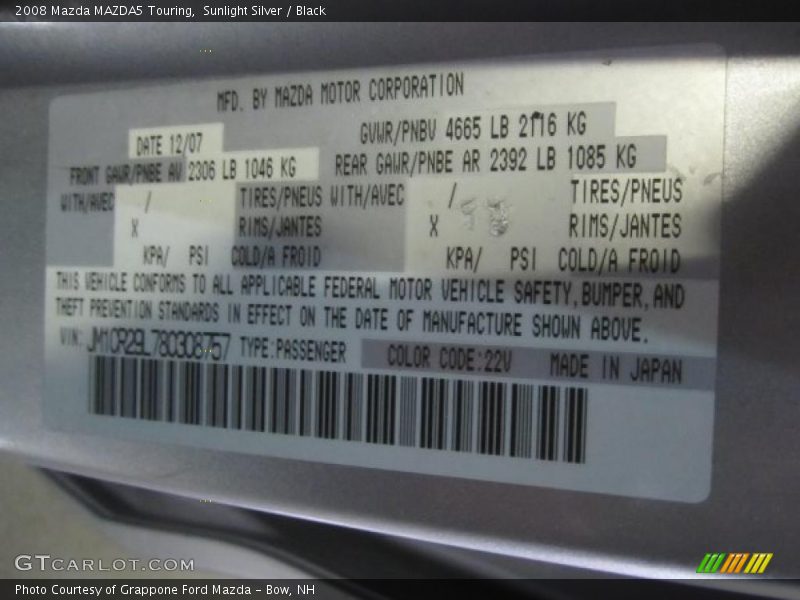 2008 Mazda MAZDA5 Touring,  Sunlight Silver / Black
MFD. BY MAZDA MOTOR CORPORATION
DATE 12/07 GVWR/PNBV 4665 LB 2116 KG
FRONT GAWR/PNBE AV 2306 LB 1046 KG REAR GAWR/PNBE AR 2392 LB 1085 KG
WITH/AVEC / TIRES/PNEUS WITH/AVEC / TIRES/PNEUS
X RIMS/JANTES X RIMS/JANTES
KPA/ PSI COLD/A FROID KPA/ PSI COLD/A FROID
THIS VEHICLE CONFORMS TO ALL APPLICABLE FEDERAL MOTOR VEHICLE SAFETY, BUMPER, AND
THEFT PREVENTION STANDARDS IN EFFECT ON THE DATE OF MANUFACTURE SHOWN ABOVE.
VIN: JM1CR29L780308757 TYPE: PASSENGER COLOR CODE: 22V MADE IN JAPAN
GTCARLOT.COM
Photo Courtesy of Grappone Ford Mazda – Bow, NH